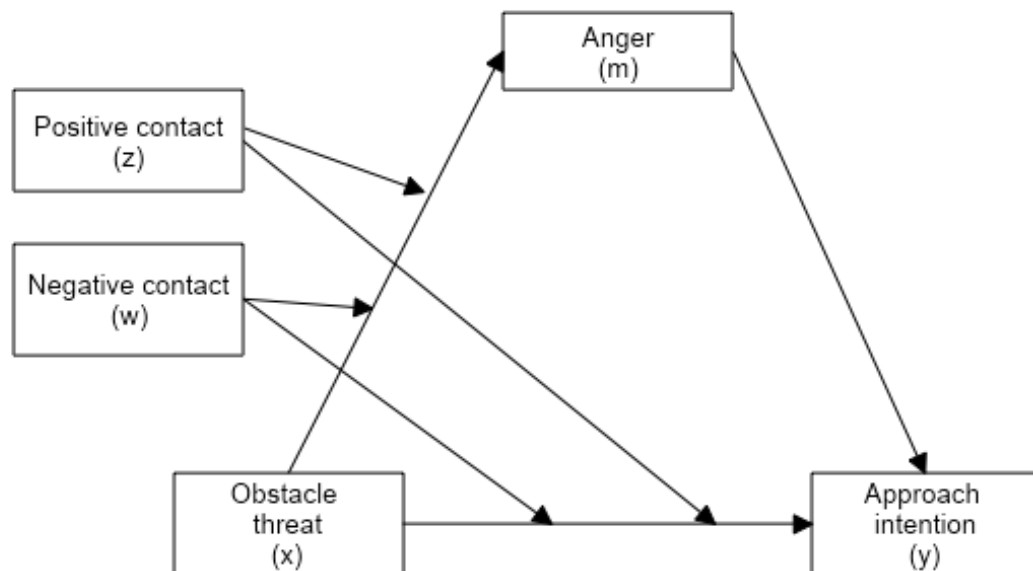 Anger
(m)
Positive contact
(z)
Negative contact
(w)
Obstacle
threat
(x)
Approach
intention
(y)